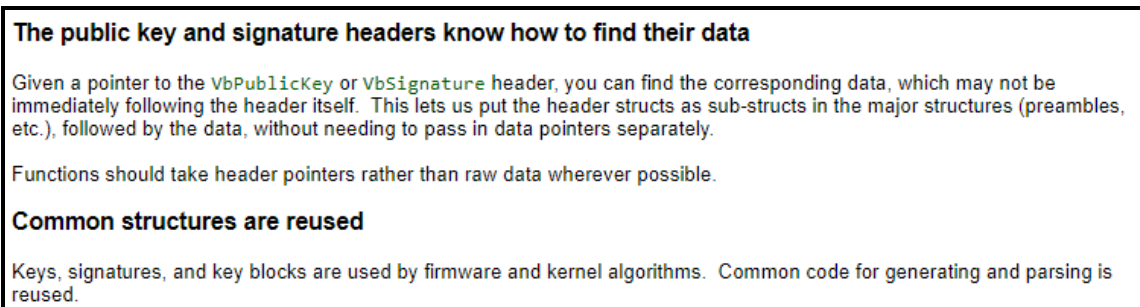 The public key and signature headers know how to find their data
Given a pointer to the VbPublicKey or VbSignature header, you can find the corresponding data, which may not be
immediately following the header itself.  This lets us put the header structs as sub-structs in the major structures (preambles,
etc.), followed by the data, without needing to pass in data pointers separately.
Functions should take header pointers rather than raw data wherever possible.
Common structures are reused
Keys, signatures, and key blocks are used by firmware and kernel algorithms.  Common code for generating and parsing is
reused.